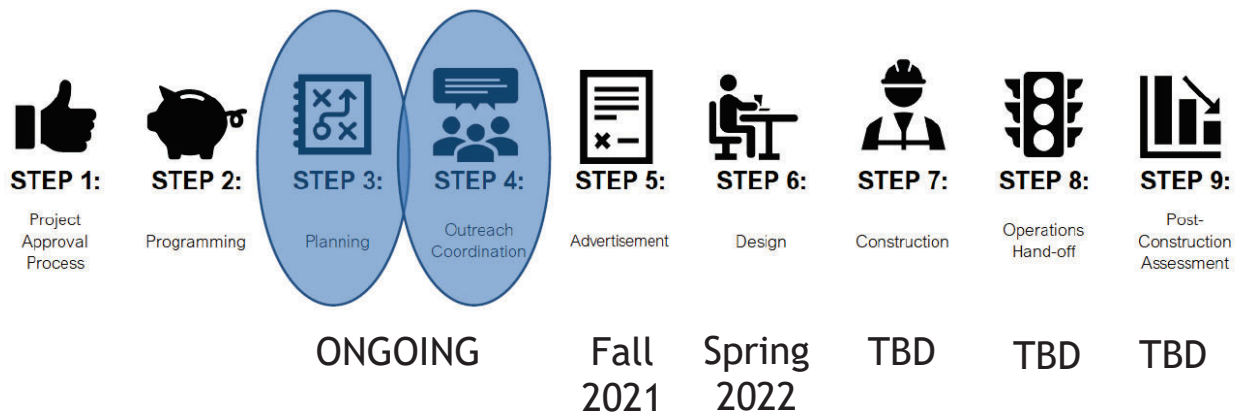 STEP 1:
Project
Approval
Process
STEP 2:
Programming
STEP 3:
Planning
STEP 4:
Outreach
Coordination
STEP 5:
Advertisement
STEP 6:
Design
STEP 7:
Construction
STEP 8:
Operations
Hand-off
STEP 9:
Post-
Construction
Assessment
ONGOING
Fall
2021
Spring
2022
TBD
TBD
TBD